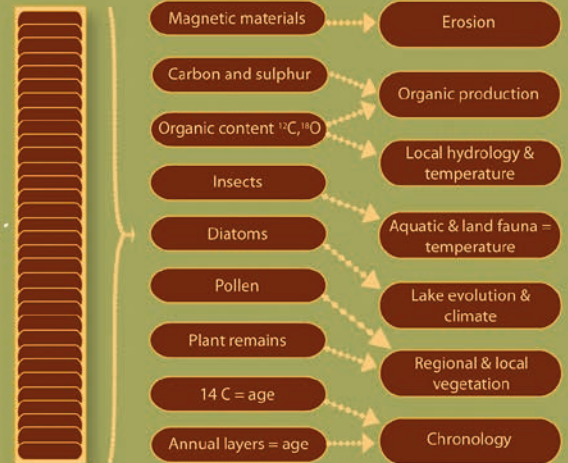 Magnetic materials
Erosion
Carbon and sulphur
Organic production
Organic content ¹²C,¹⁸O
Local hydrology &
temperature
Insects
Aquatic & land fauna =
temperature
Diatoms
Lake evolution &
climate
Pollen
Plant remains
Regional & local
vegetation
14 C = age
Annual layers = age
Chronology